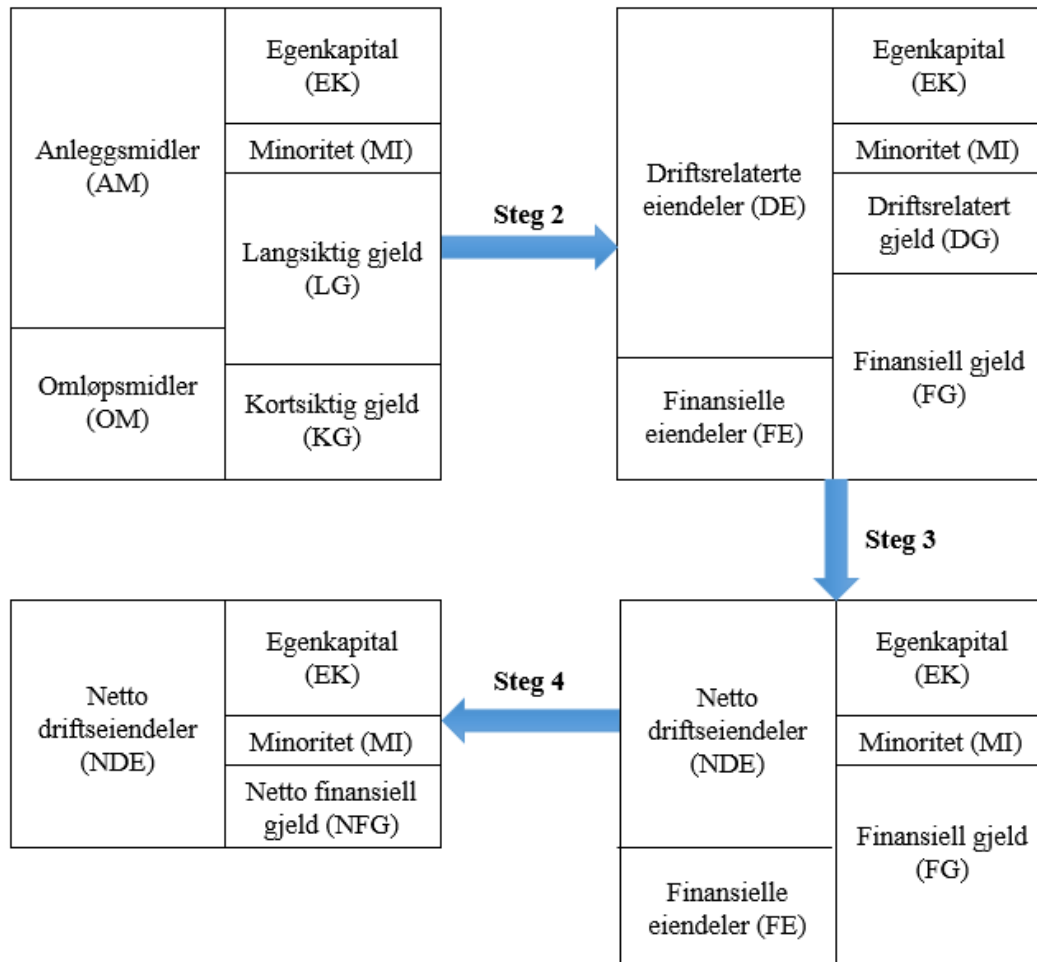 Egenkapital
(EK)
Anleggsmidler
(AM)
Minoritet (MI)
Langsiktig gjeld
(LG)
Omløpsmidler
(OM)
Kortsiktig gjeld
(KG)
Steg 2
Driftsrelaterte
eiendeler (DE)
Egenkapital
(EK)
Minoritet (MI)
Driftsrelatert
gjeld (DG)
Finansielle
eiendeler (FE)
Finansiell gjeld
(FG)
Steg 3
Netto
driftseiendeler
(NDE)
Egenkapital
(EK)
Minoritet (MI)
Netto finansiell
gjeld (NFG)
Steg 4
Netto
driftseiendeler
(NDE)
Egenkapital
(EK)
Minoritet (MI)
Finansiell gjeld
(FG)
Finansielle
eiendeler (FE)